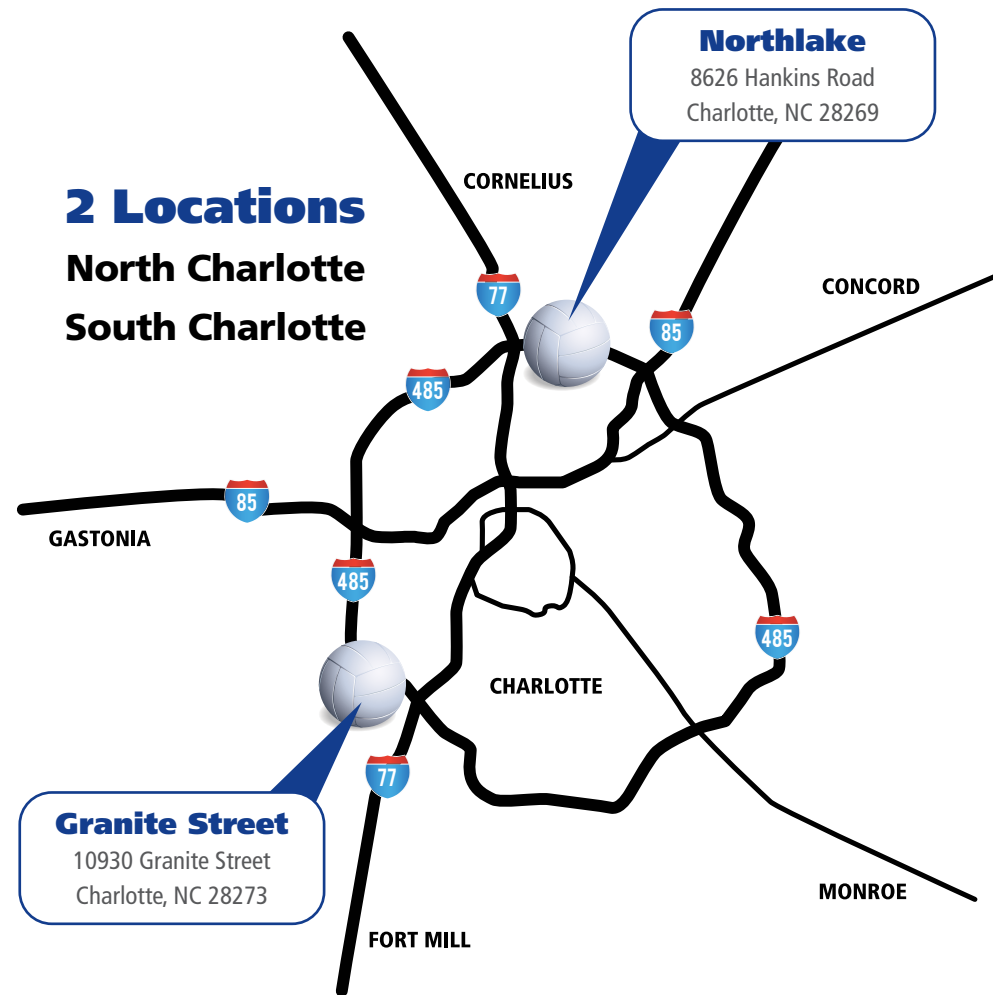 Northlake
8626 Hankins Road
Charlotte, NC 28269
CORNELIUS
2 Locations
North Charlotte
South Charlotte
77
CONCORD
85
485
85
GASTONIA
485
485
CHARLOTTE
77
Granite Street
10930 Granite Street
Charlotte, NC 28273
MONROE
FORT MILL